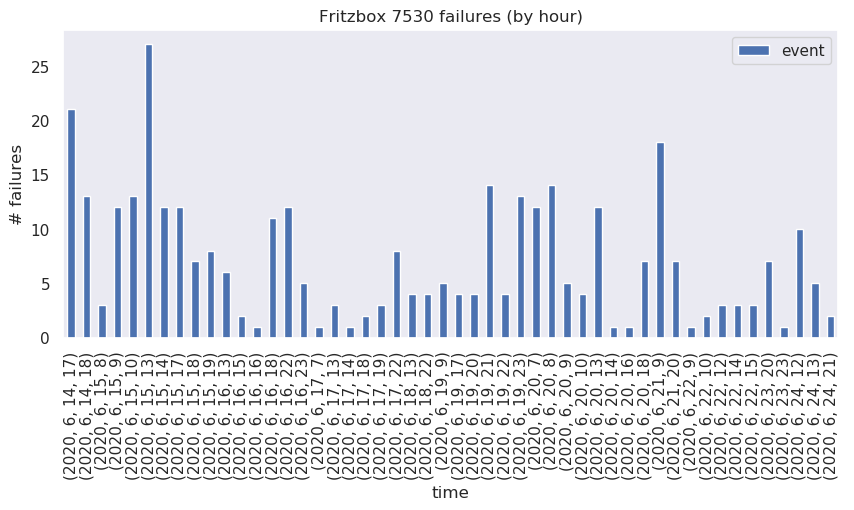 Fritzbox 7530 failures (by hour)
event
# failures
25
20
15
10
5
0
(2020, 6, 14, 17)
(2020, 6, 14, 18)
(2020, 6, 15, 8)
(2020, 6, 15, 9)
(2020, 6, 15, 10)
(2020, 6, 15, 13)
(2020, 6, 15, 14)
(2020, 6, 15, 17)
(2020, 6, 15, 18)
(2020, 6, 15, 19)
(2020, 6, 16, 13)
(2020, 6, 16, 15)
(2020, 6, 16, 16)
(2020, 6, 16, 18)
(2020, 6, 16, 22)
(2020, 6, 16, 23)
(2020, 6, 17, 7)
(2020, 6, 17, 13)
(2020, 6, 17, 14)
(2020, 6, 17, 18)
(2020, 6, 17, 19)
(2020, 6, 17, 22)
(2020, 6, 18, 13)
(2020, 6, 18, 22)
(2020, 6, 19, 9)
(2020, 6, 19, 17)
(2020, 6, 19, 20)
(2020, 6, 19, 21)
(2020, 6, 19, 22)
(2020, 6, 19, 23)
(2020, 6, 20, 7)
(2020, 6, 20, 8)
(2020, 6, 20, 9)
(2020, 6, 20, 10)
(2020, 6, 20, 13)
(2020, 6, 20, 14)
(2020, 6, 20, 16)
(2020, 6, 20, 18)
(2020, 6, 21, 9)
(2020, 6, 21, 20)
(2020, 6, 22, 9)
(2020, 6, 22, 10)
(2020, 6, 22, 12)
(2020, 6, 22, 14)
(2020, 6, 22, 15)
(2020, 6, 23, 20)
(2020, 6, 23, 23)
(2020, 6, 24, 12)
(2020, 6, 24, 13)
(2020, 6, 24, 21)
time